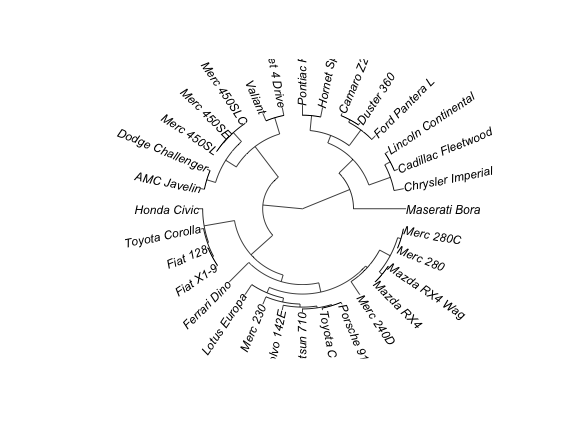 et 4 Drive
Pontiac F
Hornet Sp
Camaro Z2
Duster 360
Ford Pantera L
Lincoln Continental
Cadillac Fleetwood
Chrysler Imperial
Maserati Bora
Merc 280C
Merc 280
Mazda RX4 Wag
Mazda RX4
Merc 240D
Porsche 91
Toyota C
tsun 710
olvo 142E
Merc 230
Lotus Europa
Ferrari Dino
Fiat X1-9
Fiat 128
Toyota Corolla
Honda Civic
AMC Javelin
Dodge Challenger
Merc 450SL
Merc 450SE
Merc 450SLC
Valiant